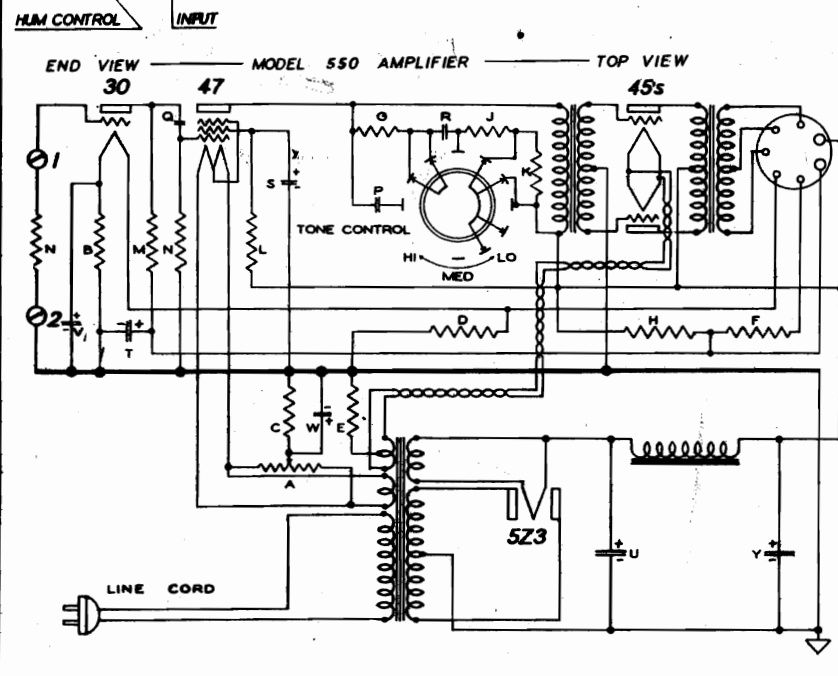 HUM CONTROL INPUT
END VIEW MODEL 550 AMPLIFIER TOP VIEW
30 47 45's
Q G R J
1 S + - P K
TONE CONTROL
N B M N L
HI - LO
MED
2 + - V - + T D H F
C W - + E
A
5Z3
+ - U Y + -
LINE CORD